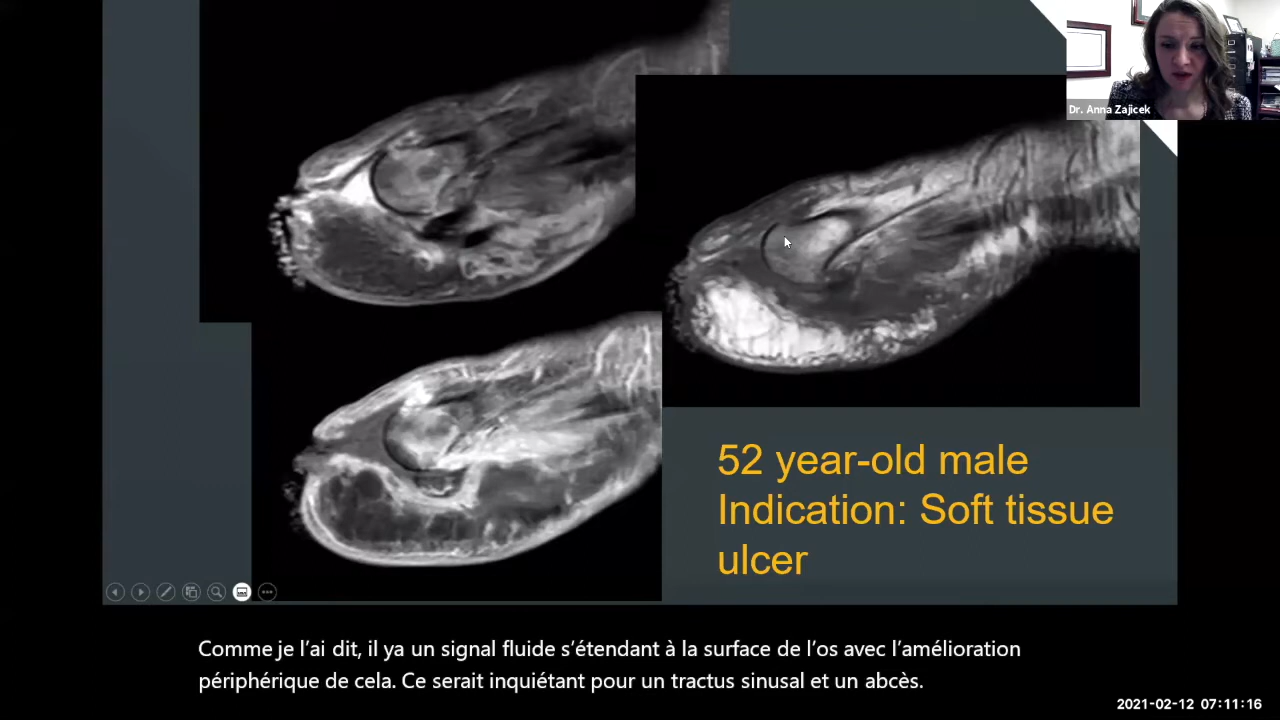 Dr. Anna Zajicek
52 year-old male
Indication: Soft tissue
ulcer
Comme je l’ai dit, il ya un signal fluide s’étendant à la surface de l’os avec l’amélioration
périphérique de cela. Ce serait inquiétant pour un tractus sinusal et un abcès.
2021-02-12 07:11:16